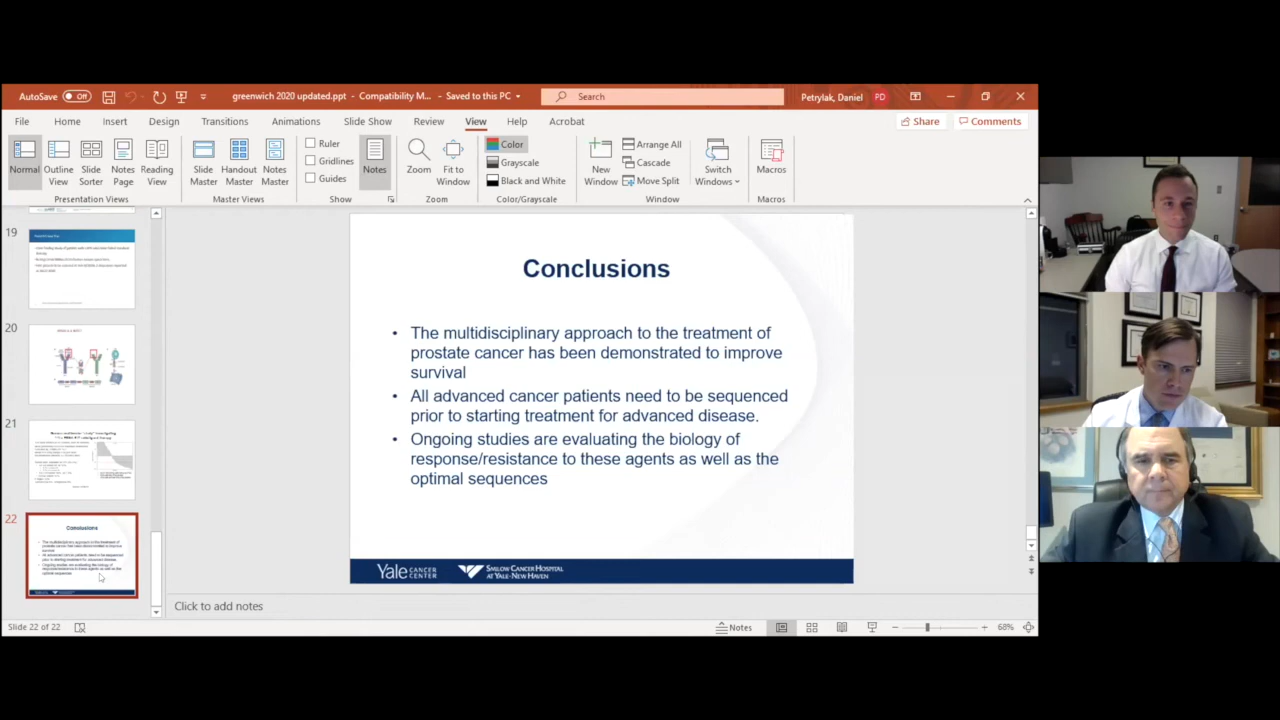 AutoSave Off greenwich 2020 updated.ppt - Compatibility M... - Saved to this PC Search Petrylak, Daniel PD
File Home Insert Design Transitions Animations Slide Show Review View Help Acrobat Share Comments
Normal Outline View Slide Sorter Notes Page Reading View
Presentation Views
Slide Master Handout Master Notes Master
Master Views
Ruler
Gridlines
Guides
Notes
Show
Zoom Fit to Window
Zoom
Color
Grayscale
Black and White
Color/Grayscale
New Window
Arrange All
Cascade
Move Split
Switch Windows
Window
Macros
Macros
19
20
21
22
Conclusions
Conclusions
• The multidisciplinary approach to the treatment of
prostate cancer has been demonstrated to improve
survival
• All advanced cancer patients need to be sequenced
prior to starting treatment for advanced disease.
• Ongoing studies are evaluating the biology of
response/resistance to these agents as well as the
optimal sequences
Yale CANCER CENTER SMILOW CANCER HOSPITAL AT YALE-NEW HAVEN
Click to add notes
Slide 22 of 22 Notes 68%